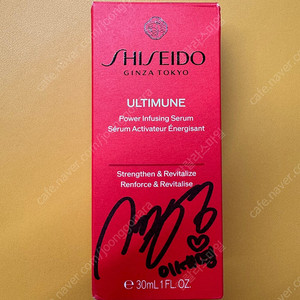 SHISEIDO
GINZA TOKYO
ULTIMUNE
Power Infusing Serum
Sérum Activateur Énergisant
Strengthen & Revitalize
Renforce & Revitalise
e 30mL 1 FL. OZ.